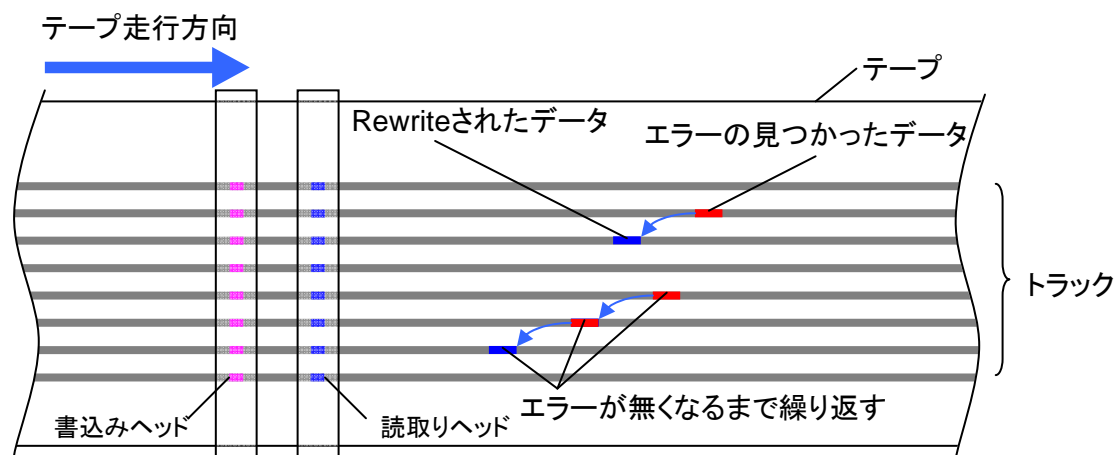 テープ走行方向
テープ
Rewriteされたデータ
エラーの見つかったデータ
トラック
エラーが無くなるまで繰り返す
書込みヘッド
読取りヘッド